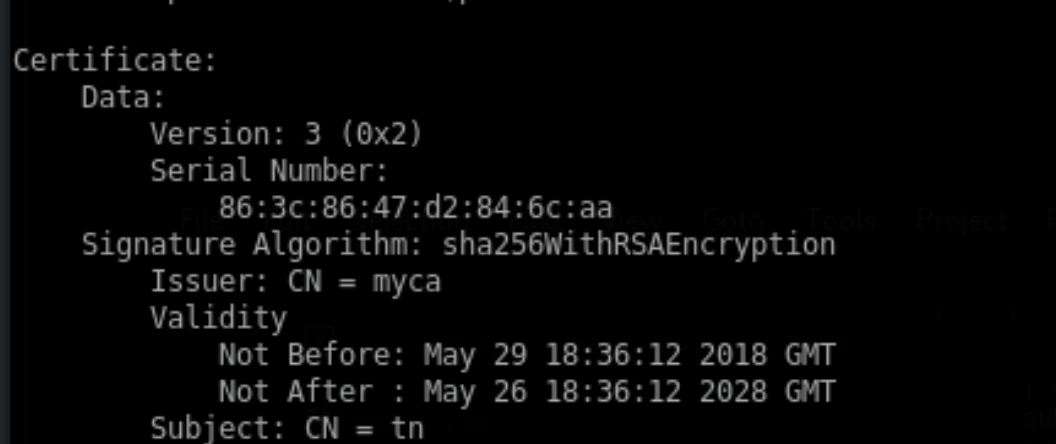 Certificate:
    Data:
        Version: 3 (0x2)
        Serial Number:
            86:3c:86:47:d2:84:6c:aa
    Signature Algorithm: sha256WithRSAEncryption
        Issuer: CN = myca
        Validity
            Not Before: May 29 18:36:12 2018 GMT
            Not After : May 26 18:36:12 2028 GMT
        Subject: CN = tn